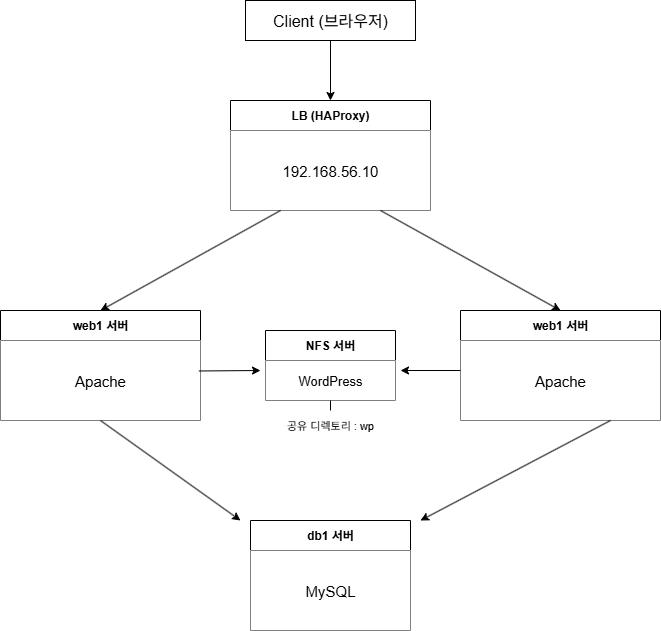 Client (브라우저)
LB (HAProxy)
192.168.56.10
web1 서버
Apache
NFS 서버
WordPress
공유 디렉토리 : wp
web1 서버
Apache
db1 서버
MySQL